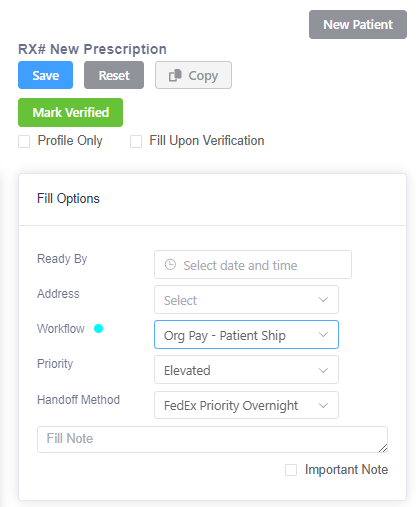 New Patient
RX# New Prescription
Save Reset Copy
Mark Verified
Profile Only Fill Upon Verification
Fill Options
Ready By Select date and time
Address Select
Workflow Org Pay - Patient Ship
Priority Elevated
Handoff Method FedEx Priority Overnight
Fill Note
Important Note